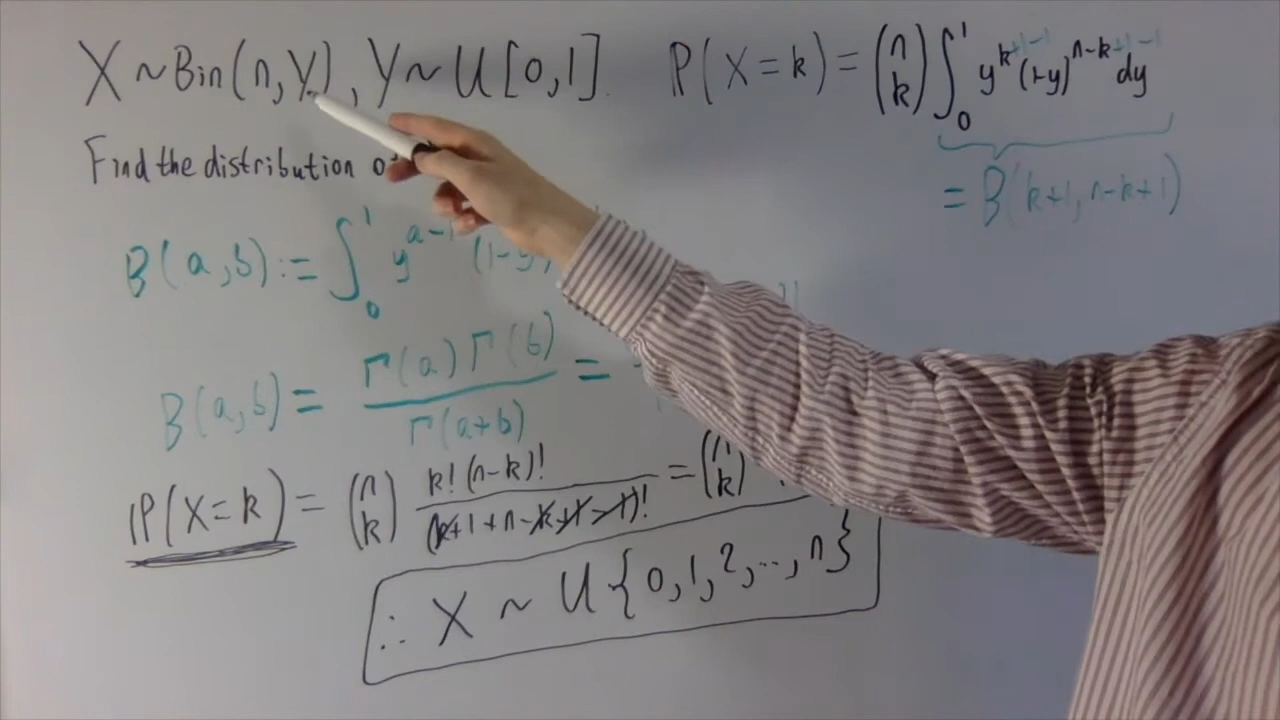 X ~ Bin(n,Y), Y ~ U[0,1].
P(X=k) = (n k) ∫₀¹ y^{k+1-1} (1-y)^{n-k+1-1} dy
= B(k+1, n-k+1)
Find the distribution
B(a,b) := ∫₀¹ y^{a-1} (1-y)
B(a,b) = Γ(a)Γ(b) / Γ(a+b) =
P(X=k) = (n k) k!(n-k)! / (k+1+n-k+1-1)! = (n k)
∴ X ~ U{0,1,2,...,n}